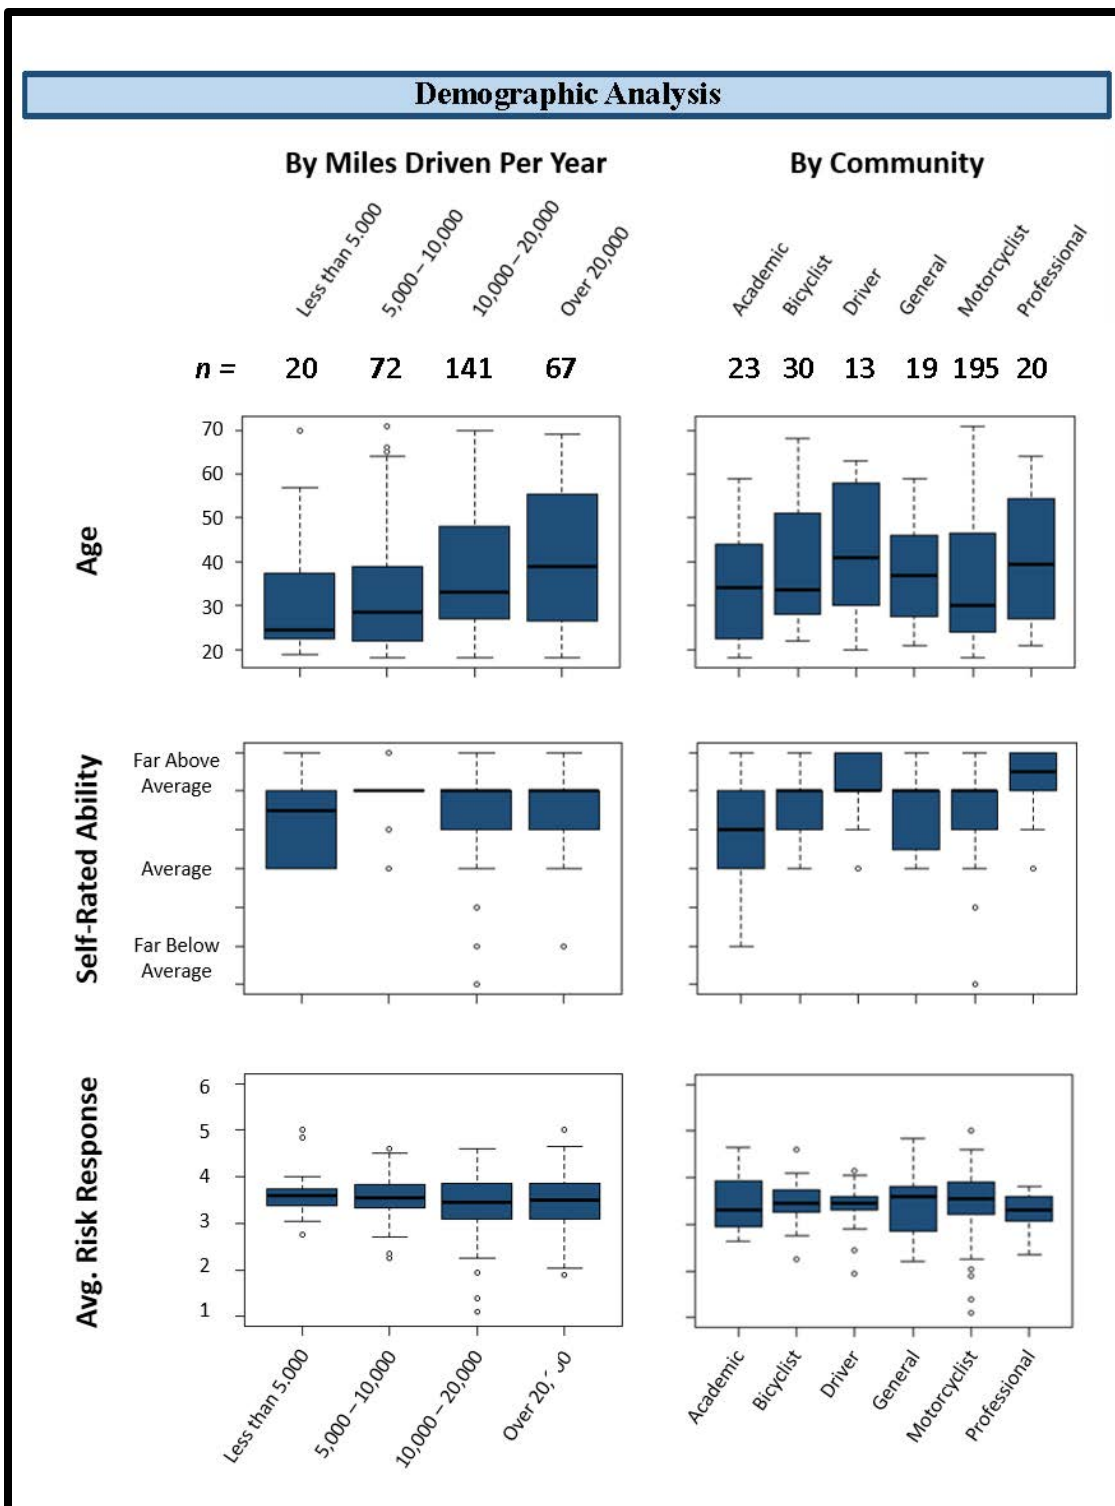 Demographic Analysis
By Miles Driven Per Year
By Community
Less than 5.000
5,000 – 10,000
10,000 – 20,000
Over 20,000
Academic
Bicyclist
Driver
General
Motorcyclist
Professional
n = 20 72 141 67
23 30 13 19 195 20
Age
70
60
50
40
30
20
Self-Rated Ability
Far Above
Average
Average
Far Below
Average
Avg. Risk Response
6
5
4
3
2
1
Less than 5.000
5,000 – 10,000
10,000 – 20,000
Over
Academic
Bicyclist
Driver
General
Motorcyclist
Professional